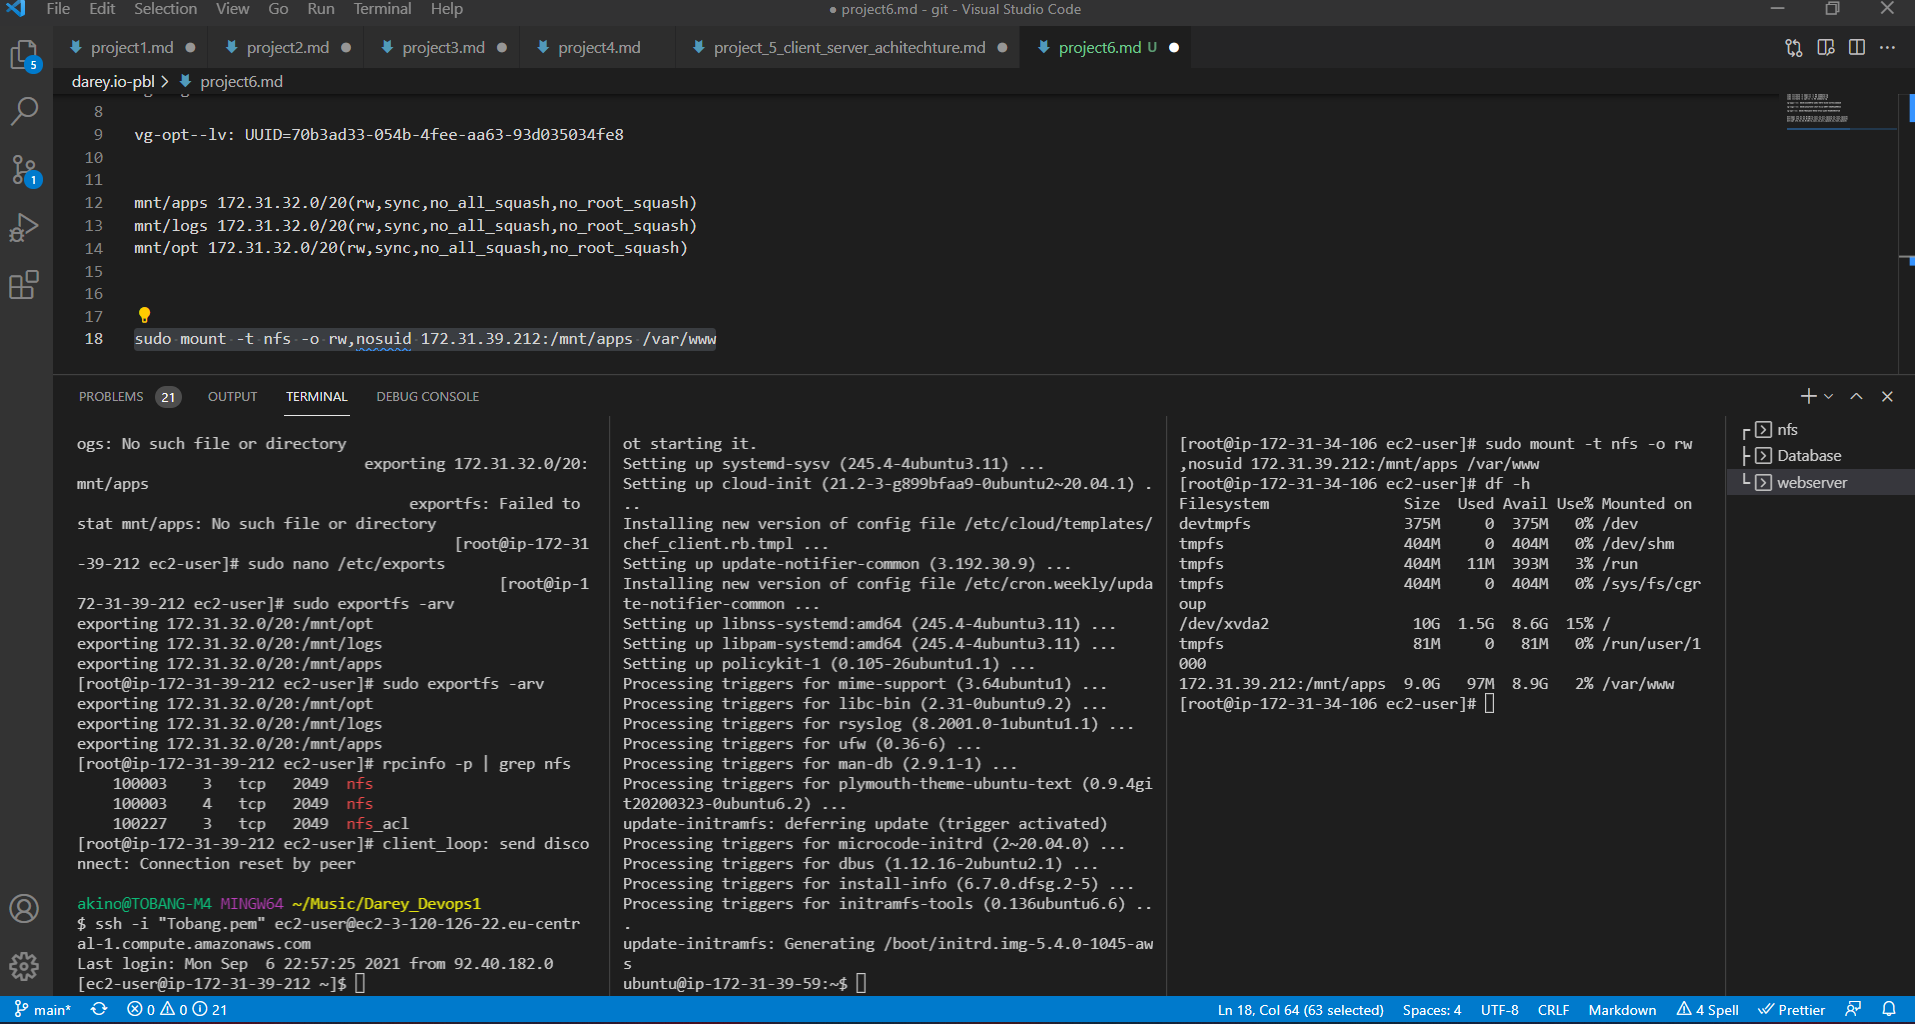 File Edit Selection View Go Run Terminal Help
● project6.md - git - Visual Studio Code
project1.md
project2.md
project3.md
project4.md
project_5_client_server_achitechture.md
project6.md U
darey.io-pbl > project6.md
5
1
8
9 vg-opt--lv: UUID=70b3ad33-054b-4fee-aa63-93d035034fe8
10
11
12 mnt/apps 172.31.32.0/20(rw,sync,no_all_squash,no_root_squash)
13 mnt/logs 172.31.32.0/20(rw,sync,no_all_squash,no_root_squash)
14 mnt/opt 172.31.32.0/20(rw,sync,no_all_squash,no_root_squash)
15
16
17
18 sudo mount -t nfs -o rw,nosuid 172.31.39.212:/mnt/apps /var/www
PROBLEMS 21 OUTPUT TERMINAL DEBUG CONSOLE
ogs: No such file or directory
exporting 172.31.32.0/20:
mnt/apps
exportfs: Failed to
stat mnt/apps: No such file or directory
[root@ip-172-31
-39-212 ec2-user]# sudo nano /etc/exports
[root@ip-1
72-31-39-212 ec2-user]# sudo exportfs -arv
exporting 172.31.32.0/20:/mnt/opt
exporting 172.31.32.0/20:/mnt/logs
exporting 172.31.32.0/20:/mnt/apps
[root@ip-172-31-39-212 ec2-user]# sudo exportfs -arv
exporting 172.31.32.0/20:/mnt/opt
exporting 172.31.32.0/20:/mnt/logs
exporting 172.31.32.0/20:/mnt/apps
[root@ip-172-31-39-212 ec2-user]# rpcinfo -p | grep nfs
100003 3 tcp 2049 nfs
100003 4 tcp 2049 nfs
100227 3 tcp 2049 nfs_acl
[root@ip-172-31-39-212 ec2-user]# client_loop: send disco
nnect: Connection reset by peer
akino@TOBANG-M4 MINGW64 ~/Music/Darey_Devops1
$ ssh -i "Tobang.pem" ec2-user@ec2-3-120-126-22.eu-centr
al-1.compute.amazonaws.com
Last login: Mon Sep 6 22:57:25 2021 from 92.40.182.0
[ec2-user@ip-172-31-39-212 ~]$
ot starting it.
Setting up systemd-sysv (245.4-4ubuntu3.11) ...
Setting up cloud-init (21.2-3-g899bfaa9-0ubuntu2~20.04.1) .
..
Installing new version of config file /etc/cloud/templates/
chef_client.rb.tmpl ...
Setting up update-notifier-common (3.192.30.9) ...
Installing new version of config file /etc/cron.weekly/upda
te-notifier-common ...
Setting up libnss-systemd:amd64 (245.4-4ubuntu3.11) ...
Setting up libpam-systemd:amd64 (245.4-4ubuntu3.11) ...
Setting up policykit-1 (0.105-26ubuntu1.1) ...
Processing triggers for mime-support (3.64ubuntu1) ...
Processing triggers for libc-bin (2.31-0ubuntu9.2) ...
Processing triggers for rsyslog (8.2001.0-1ubuntu1.1) ...
Processing triggers for ufw (0.36-6) ...
Processing triggers for man-db (2.9.1-1) ...
Processing triggers for plymouth-theme-ubuntu-text (0.9.4gi
t20200323-0ubuntu6.2) ...
update-initramfs: deferring update (trigger activated)
Processing triggers for microcode-initrd (2~20.04.0) ...
Processing triggers for dbus (1.12.16-2ubuntu2.1) ...
Processing triggers for install-info (6.7.0.dfsg.2-5) ...
Processing triggers for initramfs-tools (0.136ubuntu6.6) ..
.
update-initramfs: Generating /boot/initrd.img-5.4.0-1045-aw
s
ubuntu@ip-172-31-39-59:~$
[root@ip-172-31-34-106 ec2-user]# sudo mount -t nfs -o rw
,nosuid 172.31.39.212:/mnt/apps /var/www
[root@ip-172-31-34-106 ec2-user]# df -h
Filesystem Size Used Avail Use% Mounted on
devtmpfs 375M 0 375M 0% /dev
tmpfs 404M 0 404M 0% /dev/shm
tmpfs 404M 11M 393M 3% /run
tmpfs 404M 0 404M 0% /sys/fs/cgr
oup
/dev/xvda2 10G 1.5G 8.6G 15% /
tmpfs 81M 0 81M 0% /run/user/1
000
172.31.39.212:/mnt/apps 9.0G 97M 8.9G 2% /var/www
[root@ip-172-31-34-106 ec2-user]#
nfs
Database
webserver
main* 0 0 21
Ln 18, Col 64 (63 selected) Spaces: 4 UTF-8 CRLF Markdown 4 Spell Prettier